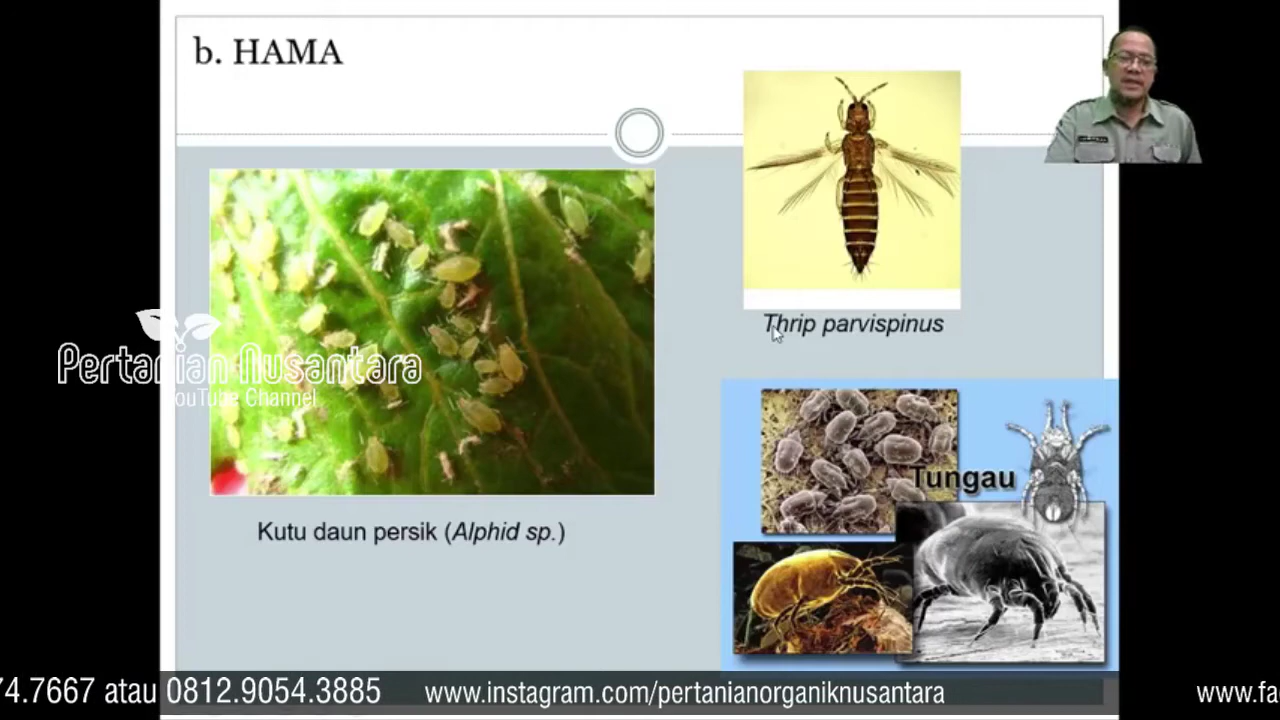 b. HAMA
Thrip parvispinus
Pertanian Nusantara
YouTube Channel
Tungau
Kutu daun persik (Alphid sp.)
74.7667 atau 0812.9054.3885 www.instagram.com/pertanianorganiknusantara www.fa